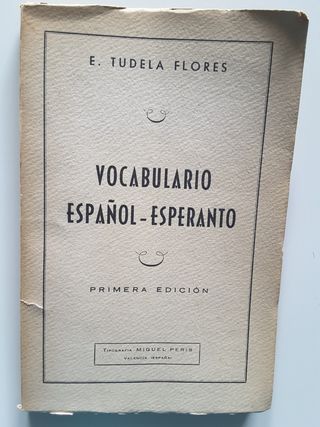 E. TUDELA FLORES
VOCABULARIO
ESPAÑOL-ESPERANTO
PRIMERA EDICIÓN
Tipografía MIGUEL PERIS
VALENCIA (ESPAÑA)